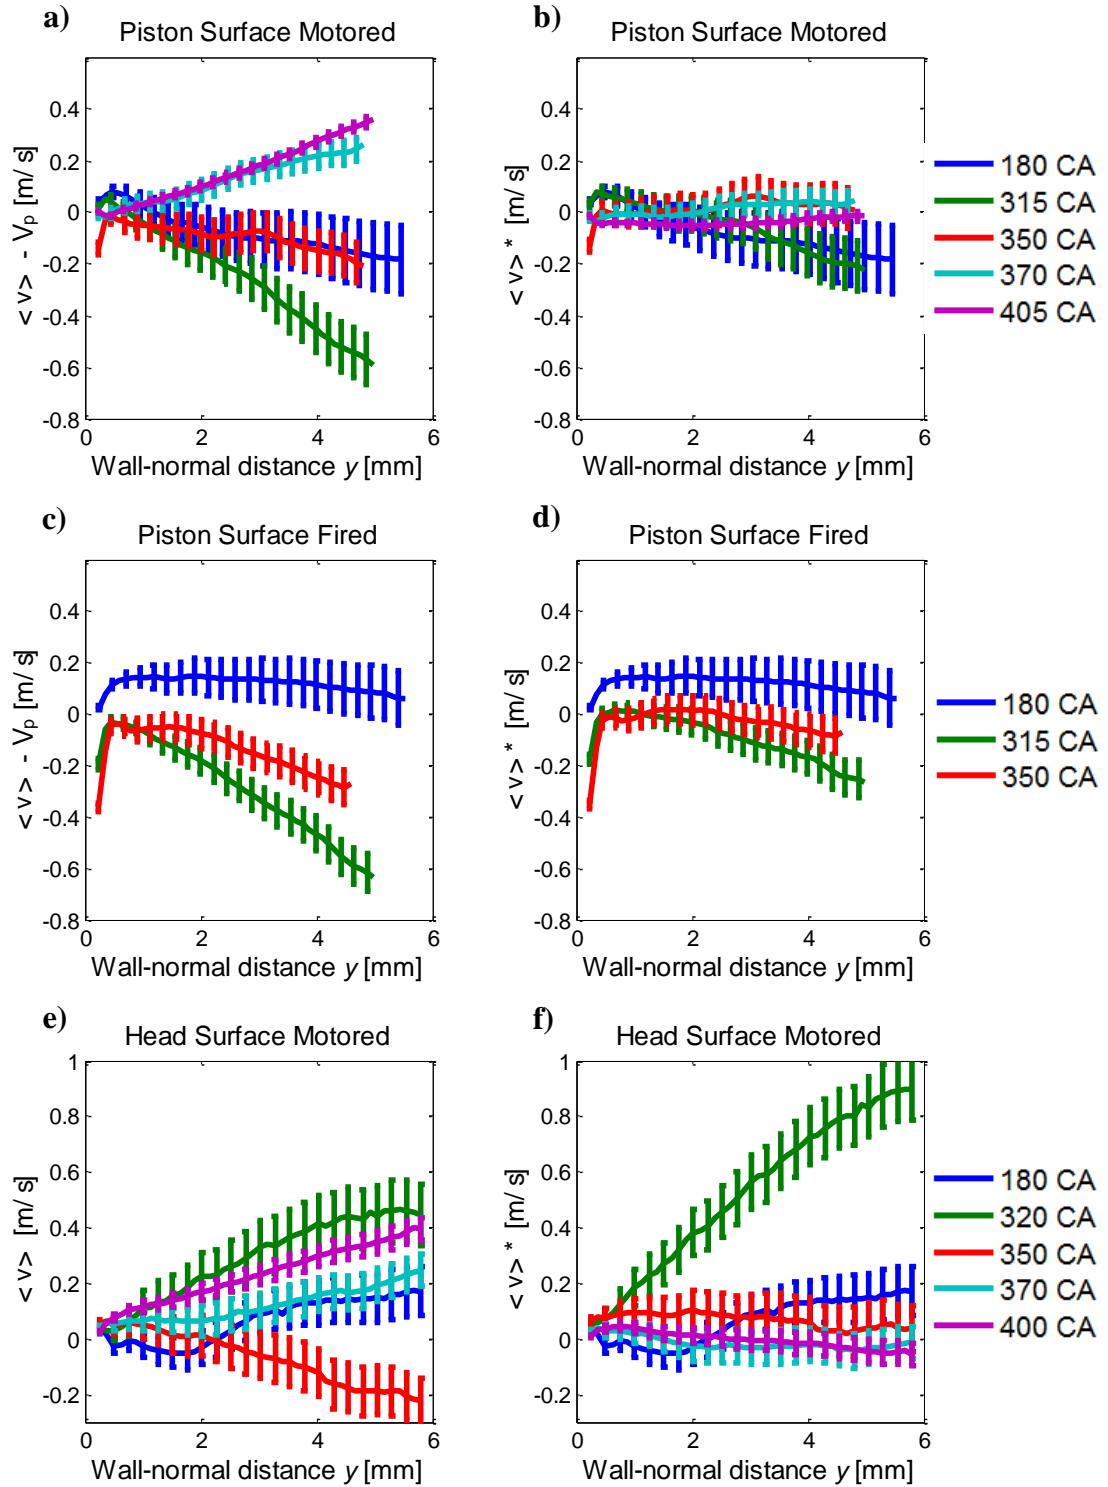 a)
Piston Surface Motored
0.4
0.2
0
-0.2
-0.4
-0.6
-0.8
0 2 4 6
< v> - Vp [m/ s]
Wall-normal distance y [mm]
b)
Piston Surface Motored
0.4
0.2
0
-0.2
-0.4
-0.6
-0.8
0 2 4 6
< v> * [m/ s]
Wall-normal distance y [mm]
180 CA
315 CA
350 CA
370 CA
405 CA
c)
Piston Surface Fired
0.4
0.2
0
-0.2
-0.4
-0.6
-0.8
0 2 4 6
< v> - Vp [m/ s]
Wall-normal distance y [mm]
d)
Piston Surface Fired
0.4
0.2
0
-0.2
-0.4
-0.6
-0.8
0 2 4 6
< v> * [m/ s]
Wall-normal distance y [mm]
180 CA
315 CA
350 CA
e)
Head Surface Motored
1
0.8
0.6
0.4
0.2
0
-0.2
0 2 4 6
< v> [m/ s]
Wall-normal distance y [mm]
f)
Head Surface Motored
1
0.8
0.6
0.4
0.2
0
-0.2
0 2 4 6
< v> * [m/ s]
Wall-normal distance y [mm]
180 CA
320 CA
350 CA
370 CA
400 CA